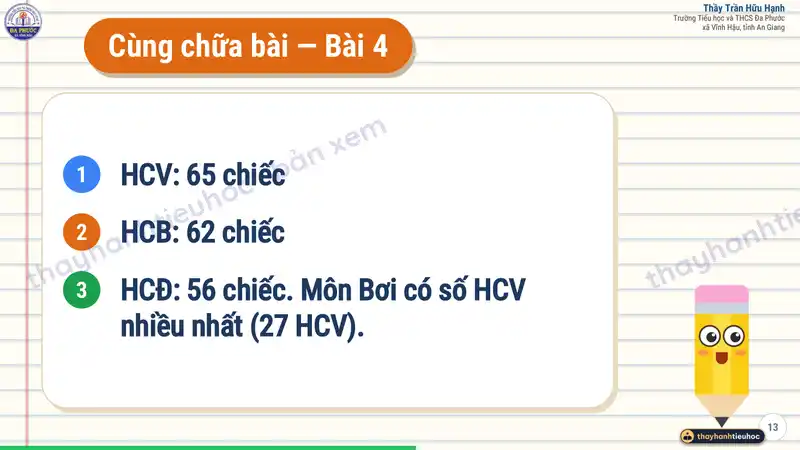 Thầy Trần Hữu Hạnh
Trường Tiểu học và THCS Đa Phước
xã Vĩnh Hậu, tỉnh An Giang
ĐA PHƯỚC
Cùng chữa bài – Bài 4
1 HCV: 65 chiếc
2 HCB: 62 chiếc
3 HCĐ: 56 chiếc. Môn Bơi có số HCV
nhiều nhất (27 HCV).
thayhanhtieuhoc
13